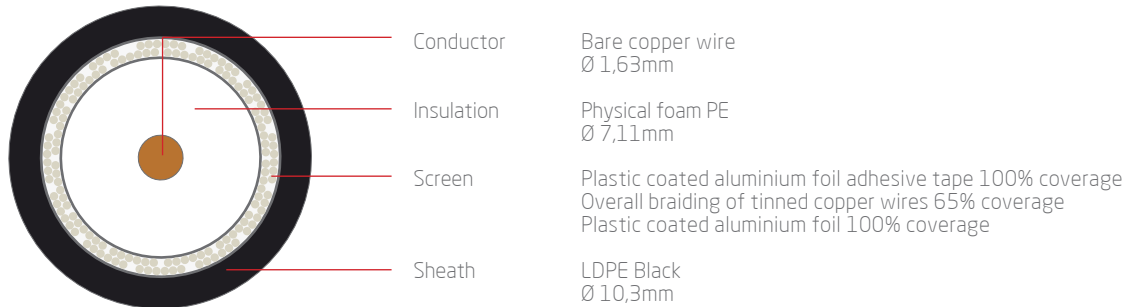 Conductor Bare copper wire
Ø 1,63mm
Insulation Physical foam PE
Ø 7,11mm
Screen Plastic coated aluminium foil adhesive tape 100% coverage
Overall braiding of tinned copper wires 65% coverage
Plastic coated aluminium foil 100% coverage
Sheath LDPE Black
Ø 10,3mm